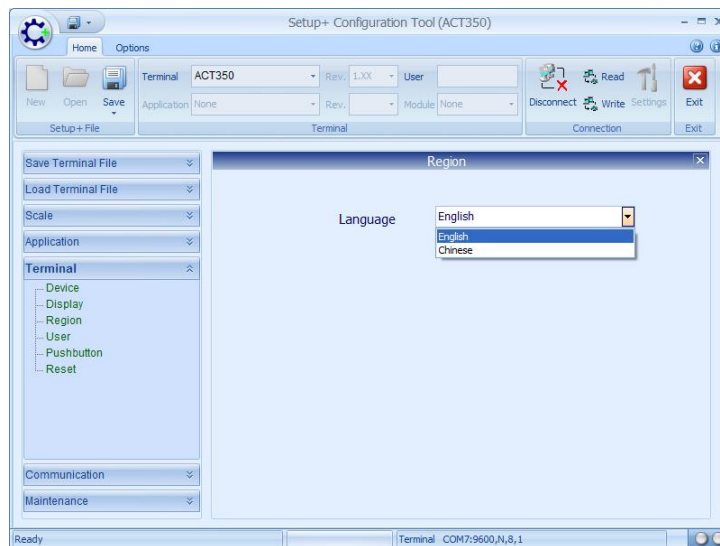 Setup+ Configuration Tool (ACT350)
Home Options
Terminal ACT350 Rev. 1.XX User
New Open Save Application None Rev. Module None Disconnect Read Write Settings Exit
Setup+ File Terminal Connection Exit
Save Terminal File
Region
Load Terminal File
Scale
Language English
English
Chinese
Application
Terminal
Device
Display
Region
User
Pushbutton
Reset
Communication
Maintenance
Ready Terminal COM7:9600,N,8,1